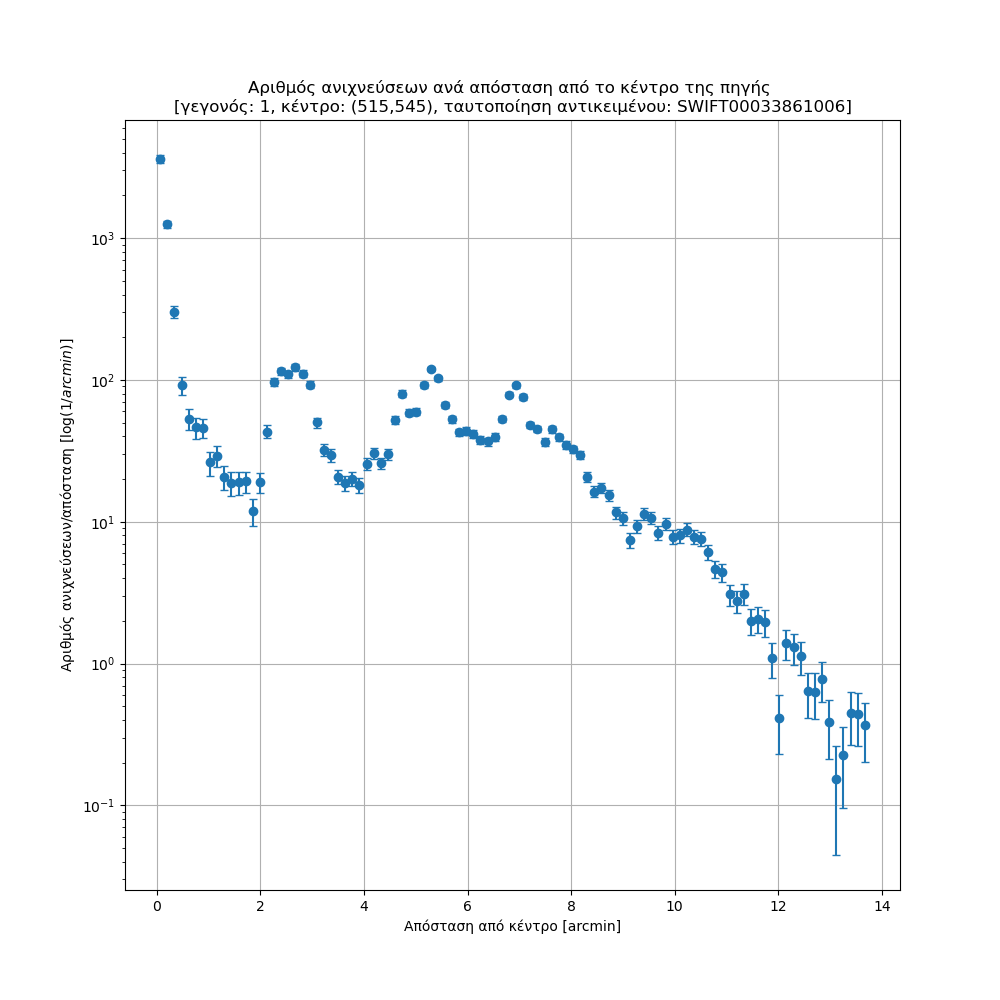 Αριθμός ανιχνεύσεων ανά απόσταση από το κέντρο της πηγής
[γεγονός: 1, κέντρο: (515,545), ταυτοποίηση αντικειμένου: SWIFT00033861006]
Αριθμός ανιχνεύσεων/απόσταση [log(1/arcmin)]
10³
10²
10¹
10⁰
10⁻¹
0 2 4 6 8 10 12 14
Απόσταση από κέντρο [arcmin]